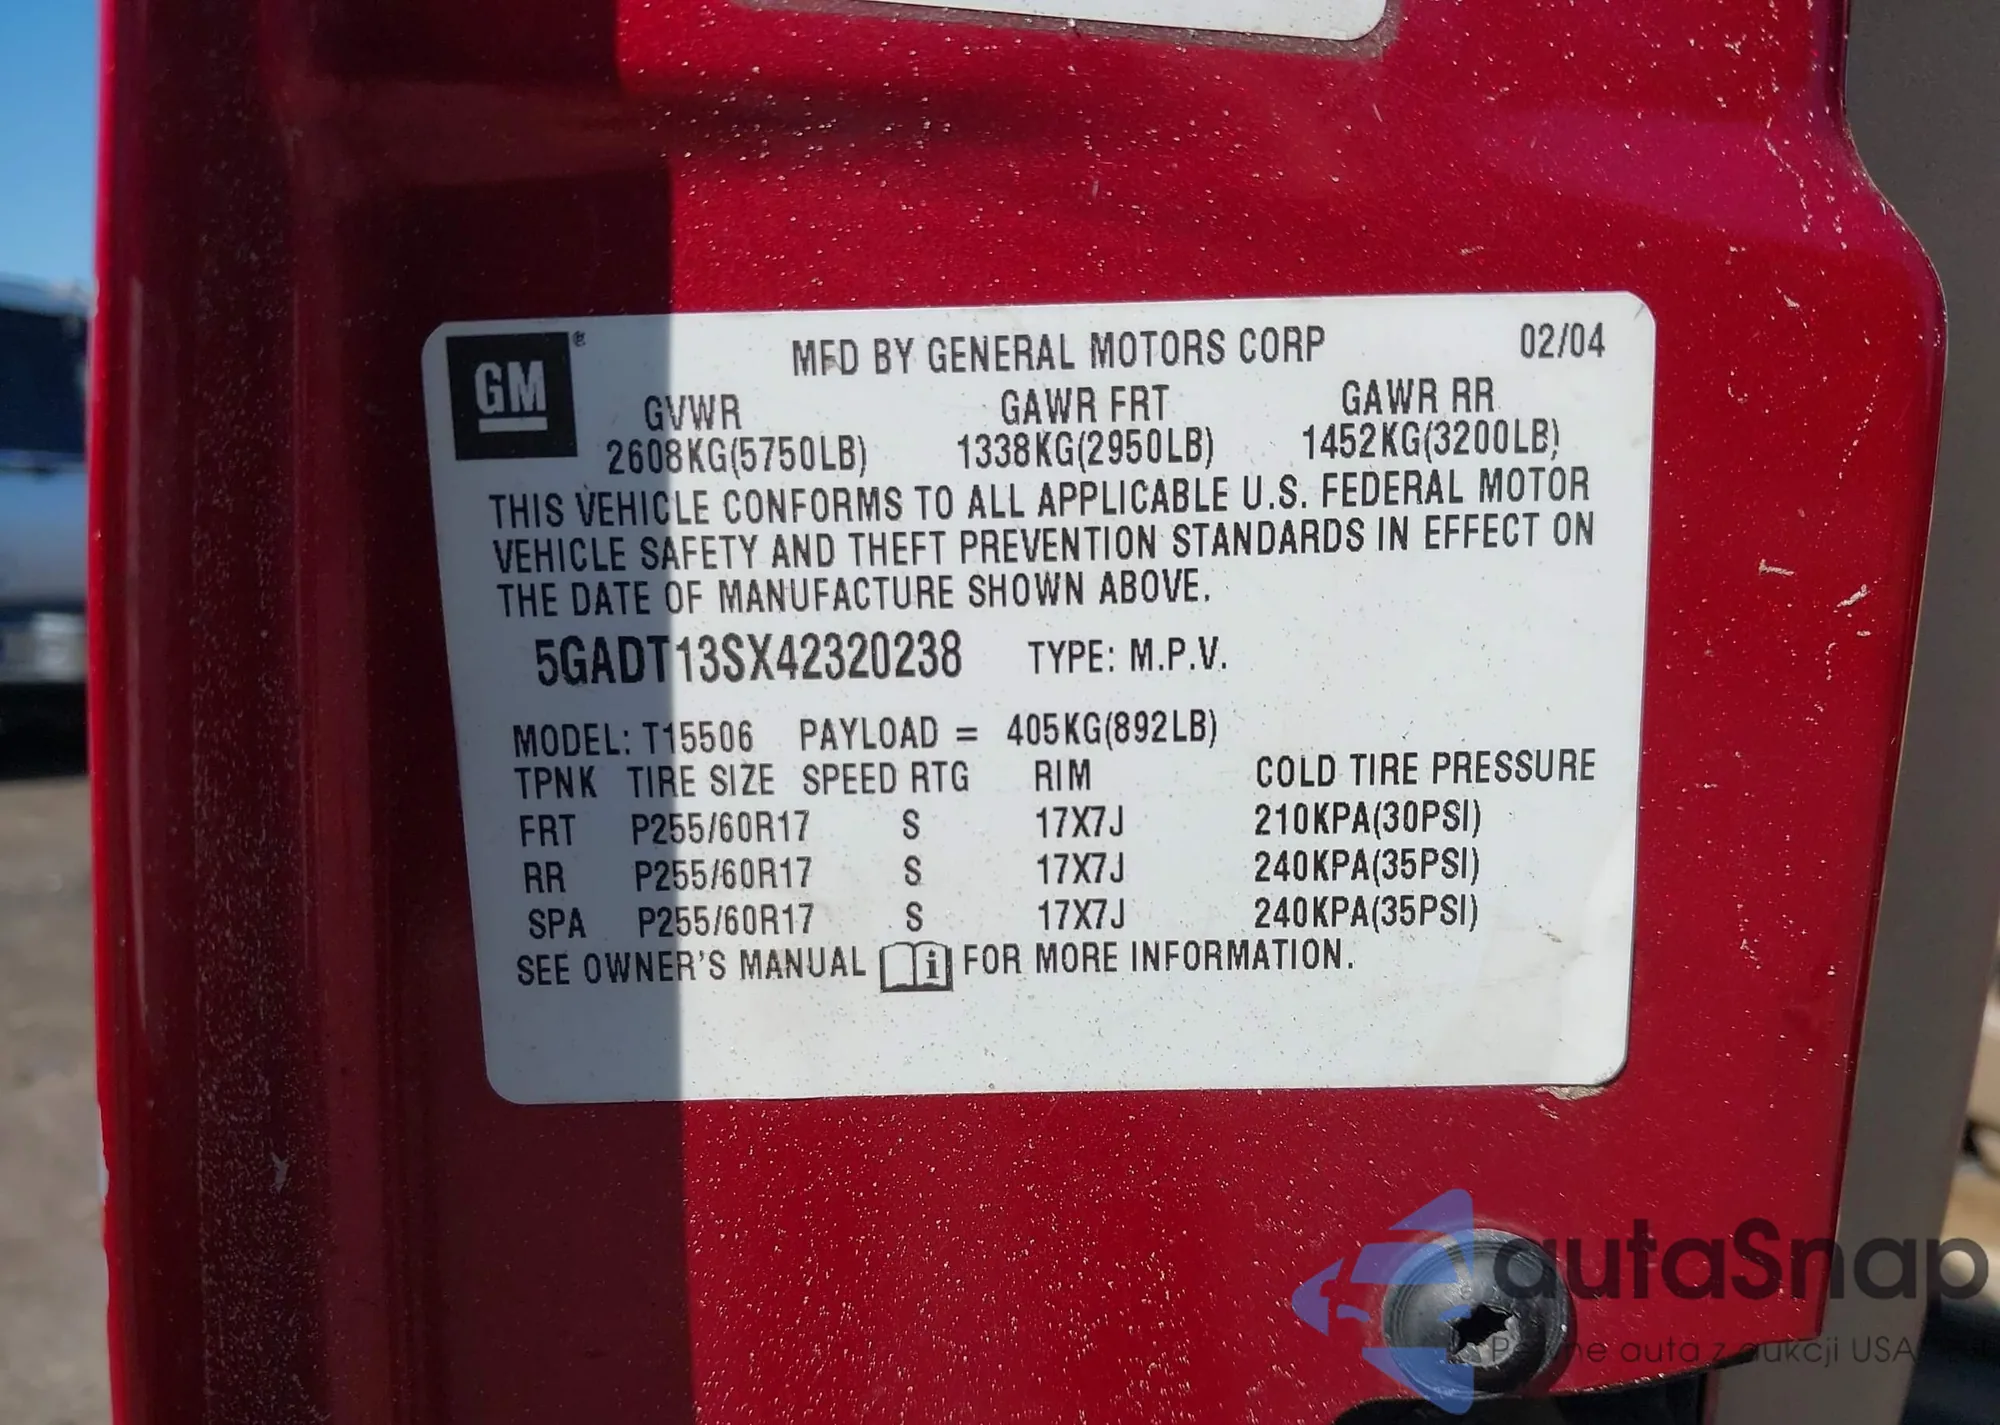 GM ® MFD BY GENERAL MOTORS CORP 02/04
GVWR GAWR FRT GAWR RR
2608KG(5750LB) 1338KG(2950LB) 1452KG(3200LB)
THIS VEHICLE CONFORMS TO ALL APPLICABLE U.S. FEDERAL MOTOR
VEHICLE SAFETY AND THEFT PREVENTION STANDARDS IN EFFECT ON
THE DATE OF MANUFACTURE SHOWN ABOVE.
5GADT13SX42320238 TYPE: M.P.V.
MODEL: T15506 PAYLOAD = 405KG(892LB)
TPNK TIRE SIZE SPEED RTG RIM COLD TIRE PRESSURE
FRT P255/60R17 S 17X7J 210KPA(30PSI)
RR P255/60R17 S 17X7J 240KPA(35PSI)
SPA P255/60R17 S 17X7J 240KPA(35PSI)
SEE OWNER'S MANUAL i FOR MORE INFORMATION.
autaSnap
auta z aukcji USA